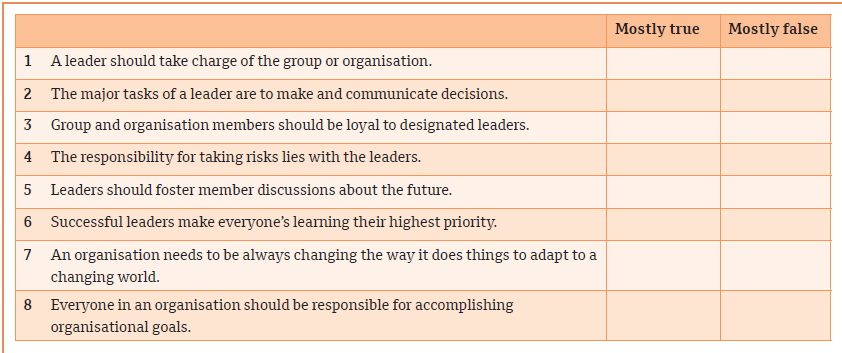 Mostly true Mostly false
1 A leader should take charge of the group or organisation.
2 The major tasks of a leader are to make and communicate decisions.
3 Group and organisation members should be loyal to designated leaders.
4 The responsibility for taking risks lies with the leaders.
5 Leaders should foster member discussions about the future.
6 Successful leaders make everyone’s learning their highest priority.
7 An organisation needs to be always changing the way it does things to adapt to a
changing world.
8 Everyone in an organisation should be responsible for accomplishing
organisational goals.